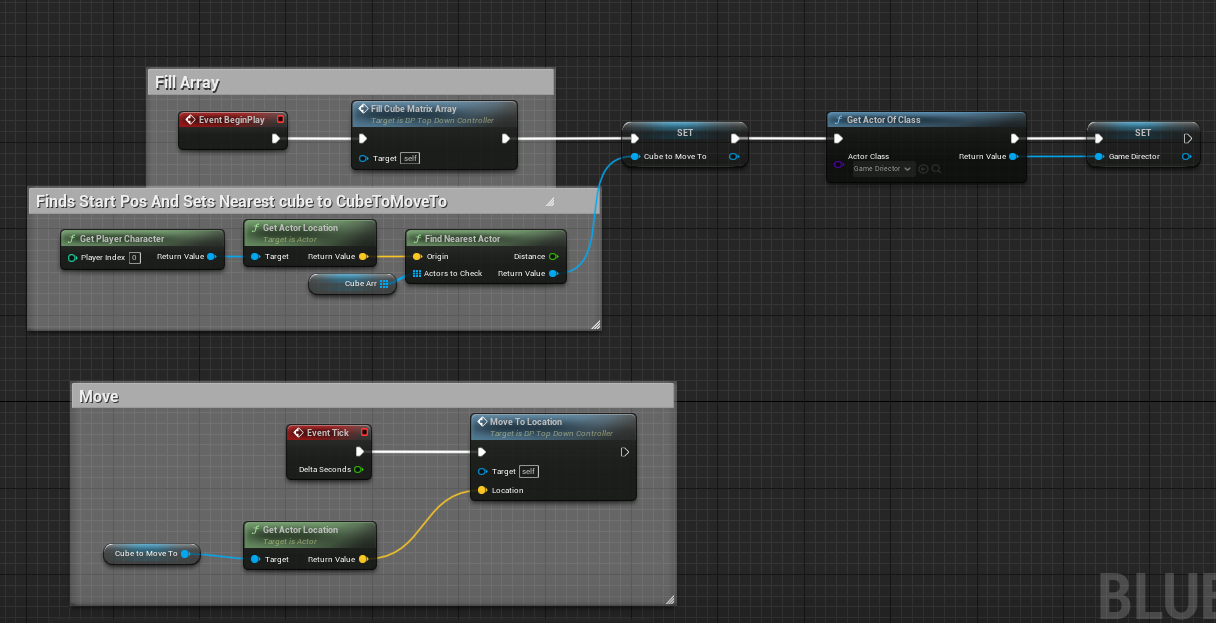 Fill Array
Event BeginPlay
Fill Cube Matrix Array
Target is DP Top Down Controller
Target self
SET
Cube to Move To
Get Actor Of Class
Actor Class
Game Director
Return Value
SET
Game Director
Finds Start Pos And Sets Nearest cube to CubeToMoveTo
Get Player Character
Player Index 0
Return Value
Get Actor Location
Target is Actor
Target
Return Value
Find Nearest Actor
Origin
Distance
Actors to Check
Return Value
Cube Arr
Move
Event Tick
Delta Seconds
Move To Location
Target is DP Top Down Controller
Target self
Location
Get Actor Location
Target is Actor
Target
Return Value
Cube to Move To
BLUE